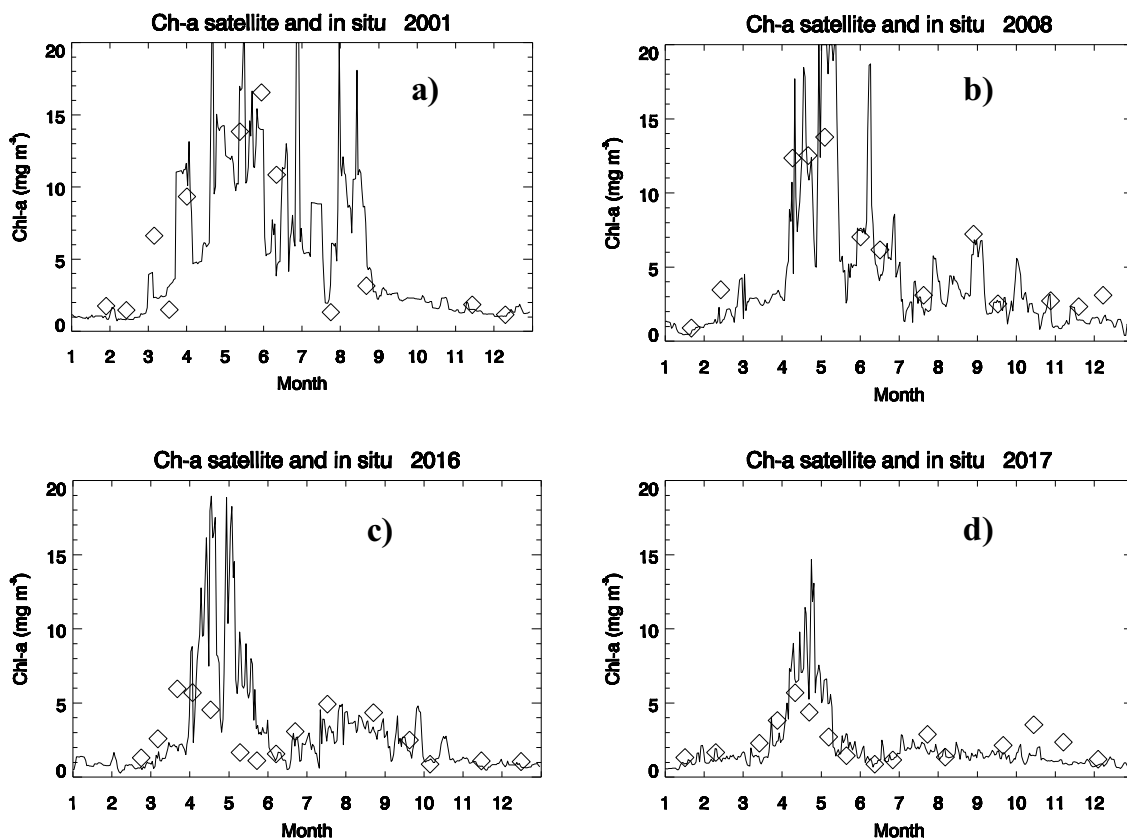 Ch-a satellite and in situ 2001
20
15
10
5
0
Chl-a (mg m⁻³)
a)
1 2 3 4 5 6 7 8 9 10 11 12
Month
Ch-a satellite and in situ 2008
20
15
10
5
0
Chl-a (mg m⁻³)
b)
1 2 3 4 5 6 7 8 9 10 11 12
Month
Ch-a satellite and in situ 2016
20
15
10
5
0
Chl-a (mg m⁻³)
c)
1 2 3 4 5 6 7 8 9 10 11 12
Month
Ch-a satellite and in situ 2017
20
15
10
5
0
Chl-a (mg m⁻³)
d)
1 2 3 4 5 6 7 8 9 10 11 12
Month